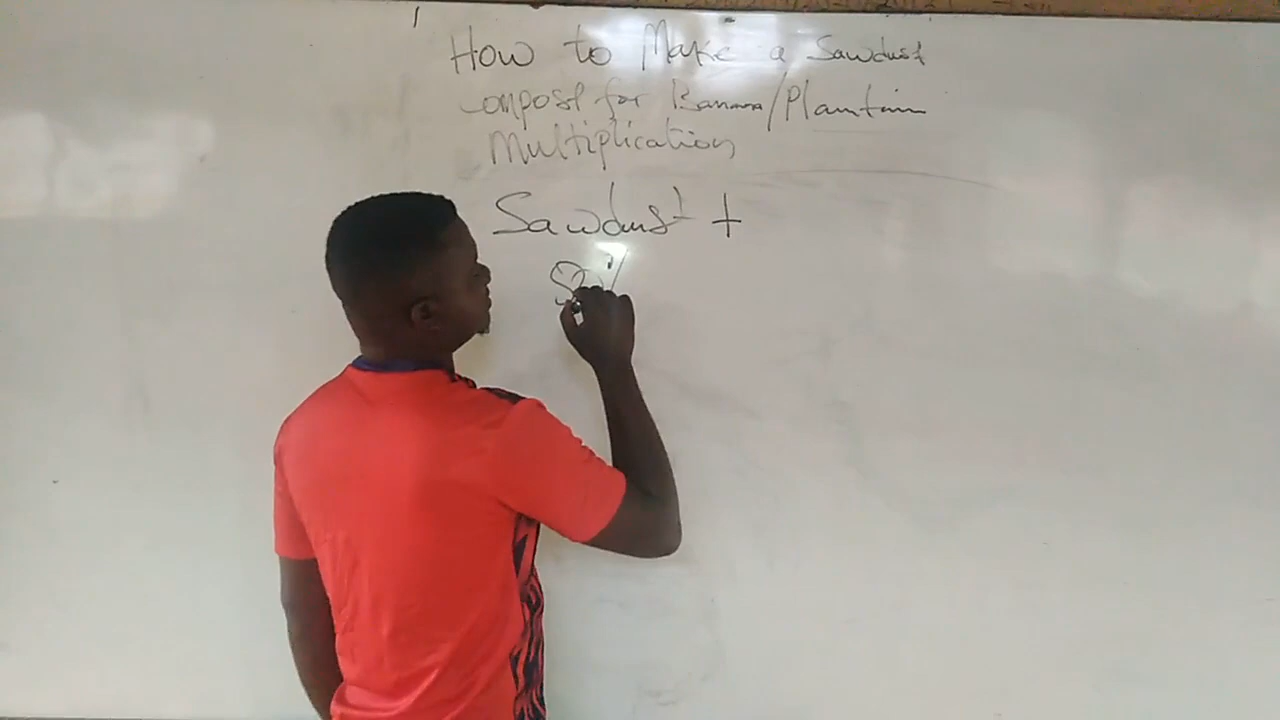 How to Make a Sawdust
compost for Banana/Plantain
Multiplication
Sawdust +